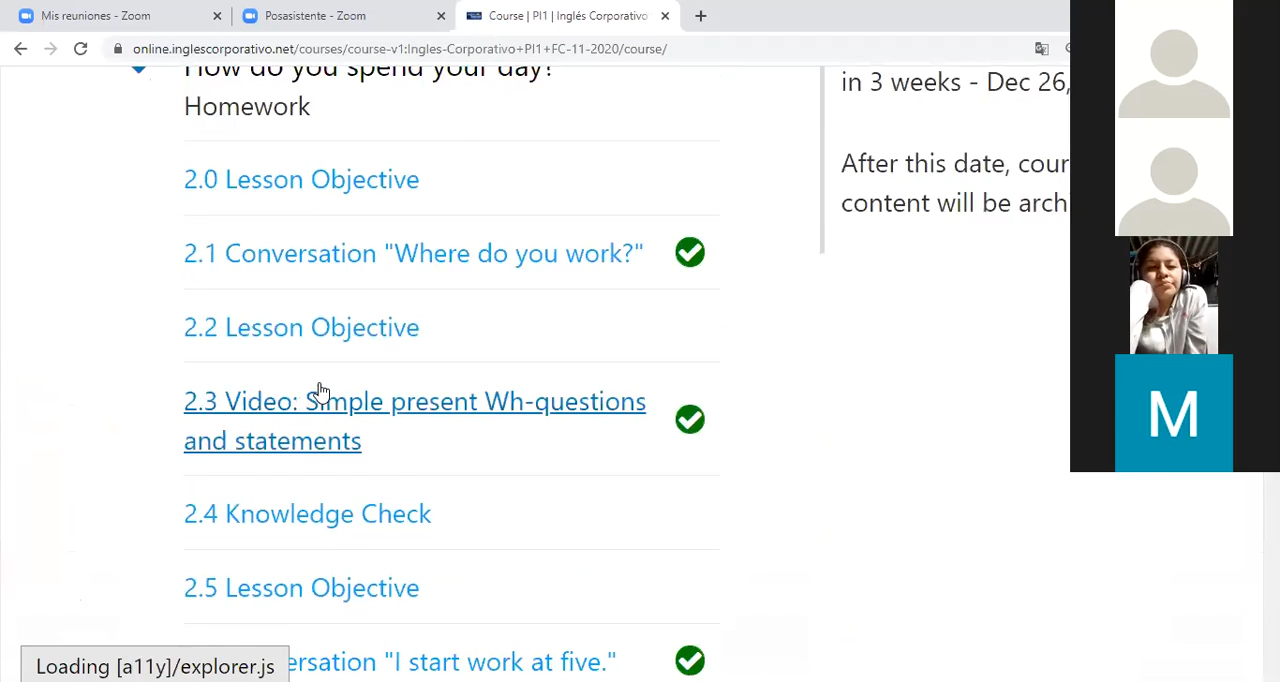 Mis reuniones - Zoom
Posasistente - Zoom
Course | PI1 | Inglés Corporativo
online.inglescorporativo.net/courses/course-v1:Ingles-Corporativo+PI1+FC-11-2020/course/
How do you spend your day?
Homework
2.0 Lesson Objective
2.1 Conversation "Where do you work?"
2.2 Lesson Objective
2.3 Video: Simple present Wh-questions
and statements
2.4 Knowledge Check
2.5 Lesson Objective
ersation "I start work at five."
Loading [a11y]/explorer.js
in 3 weeks - Dec 26,
After this date, cour
content will be archi
M